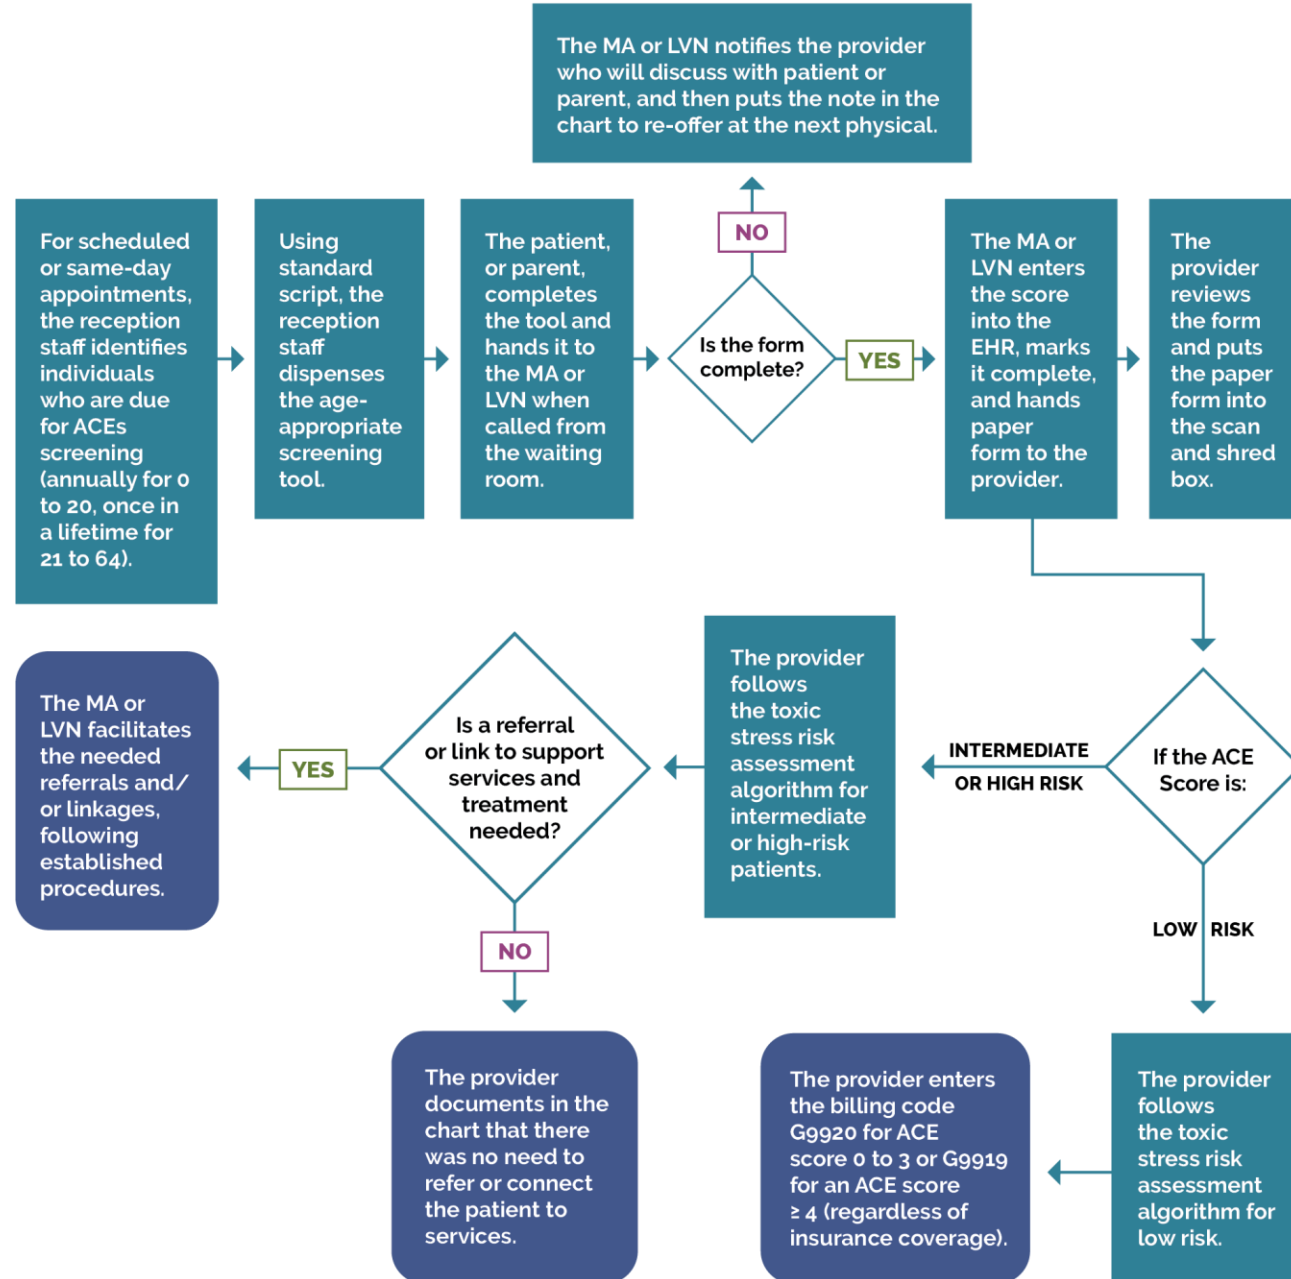 The MA or LVN notifies the provider
who will discuss with patient or
parent, and then puts the note in the
chart to re-offer at the next physical.
For scheduled
or same-day
appointments,
the reception
staff identifies
individuals
who are due
for ACEs
screening
(annually for 0
to 20, once in
a lifetime for
21 to 64).
Using
standard
script, the
reception
staff
dispenses
the age-
appropriate
screening
tool.
The patient,
or parent,
completes
the tool and
hands it to
the MA or
LVN when
called from
the waiting
room.
Is the form
complete?
NO
YES
The MA or
LVN enters
the score
into the
EHR, marks
it complete,
and hands
paper
form to the
provider.
The
provider
reviews
the form
and puts
the paper
form into
the scan
and shred
box.
If the ACE
Score is:
INTERMEDIATE
OR HIGH RISK
LOW RISK
The provider
follows
the toxic
stress risk
assessment
algorithm for
intermediate
or high-risk
patients.
Is a referral
or link to support
services and
treatment
needed?
YES
The MA or
LVN facilitates
the needed
referrals and/
or linkages,
following
established
procedures.
NO
The provider
documents in the
chart that there
was no need to
refer or connect
the patient to
services.
The provider
follows
the toxic
stress risk
assessment
algorithm for
low risk.
The provider enters
the billing code
G9920 for ACE
score 0 to 3 or G9919
for an ACE score
≥ 4 (regardless of
insurance coverage).